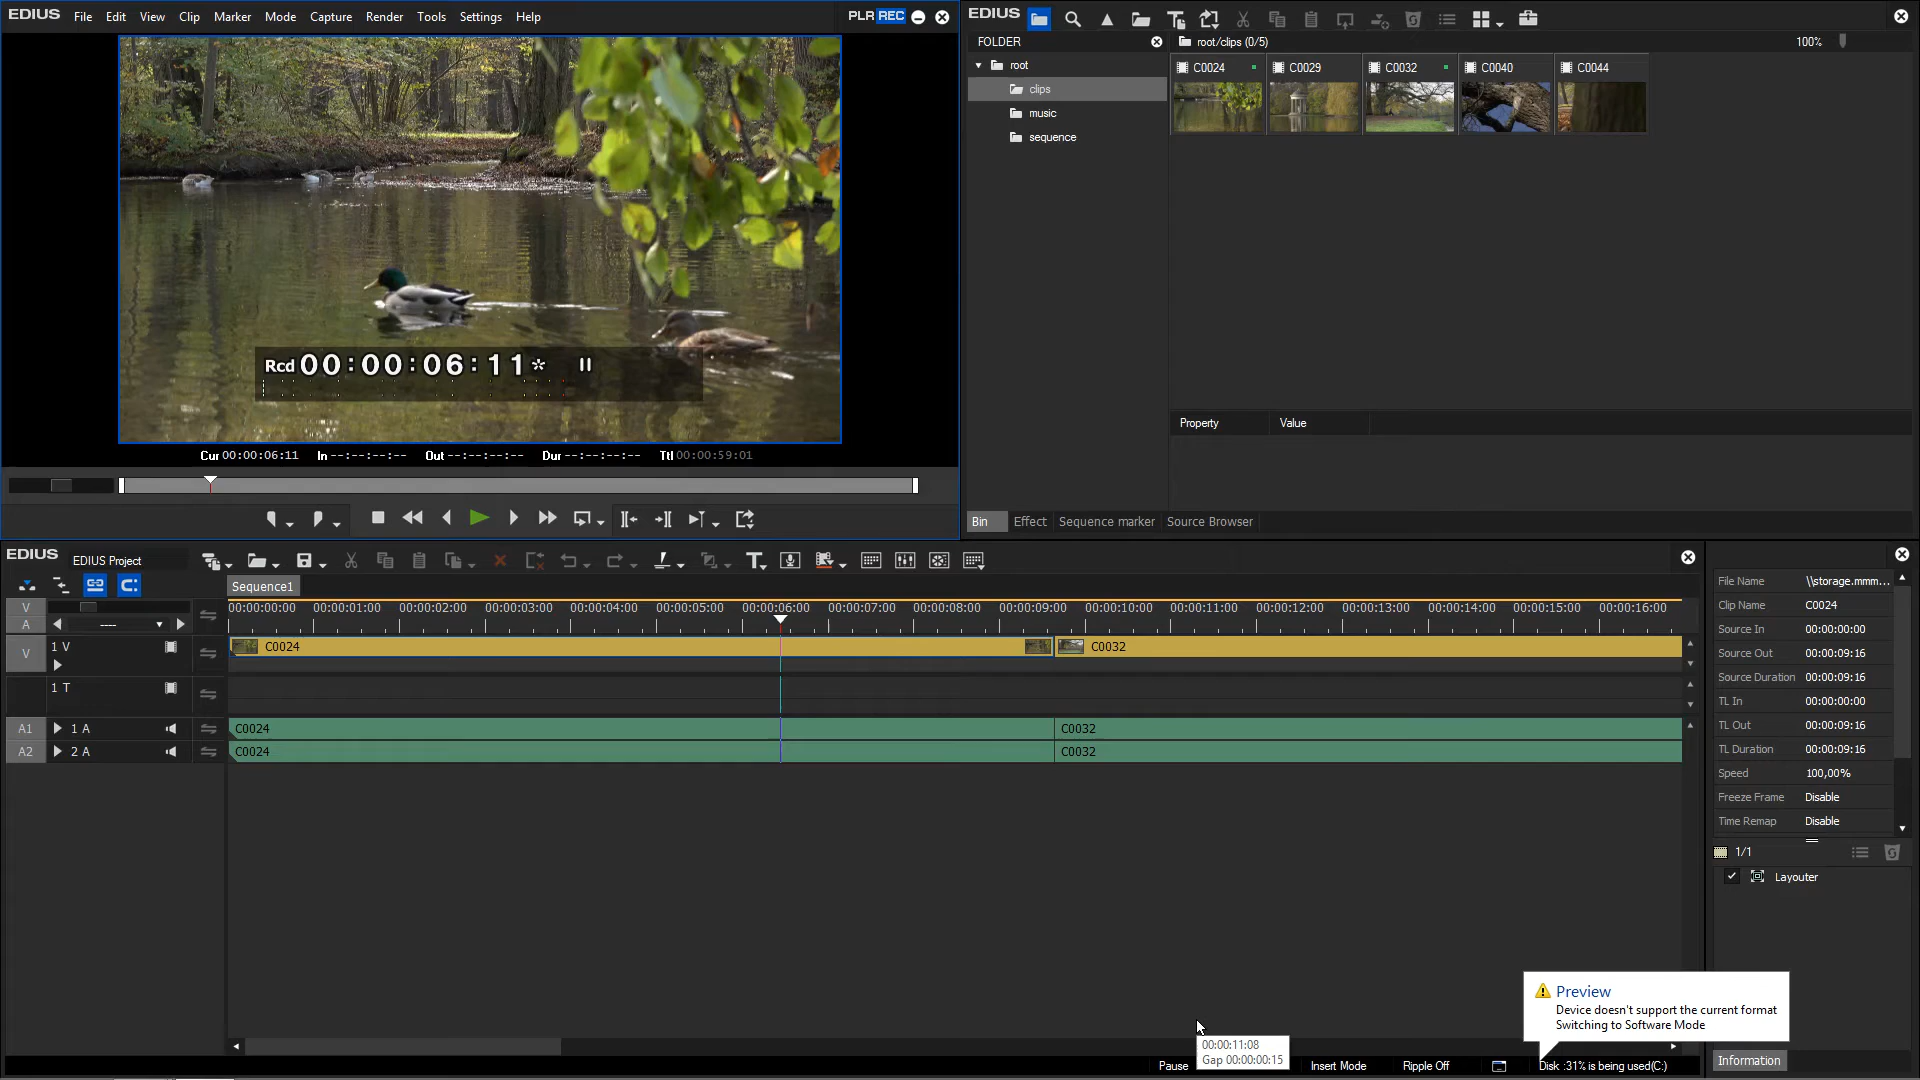 EDIUS File Edit View Clip Marker Mode Capture Render Tools Settings Help PLR REC
Rcd 00:00:06:11*
Cur 00:00:06:11 In --:--:--:-- Out --:--:--:-- Dur --:--:--:-- Ttl 00:00:59:01
EDIUS
FOLDER
root/clips (0/5)
100%
root
clips
music
sequence
C0024
C0029
C0032
C0040
C0044
Property Value
Bin Effect Sequence marker Source Browser
EDIUS EDIUS Project
Sequence1
V
A
----
00:00:00:00 00:00:01:00 00:00:02:00 00:00:03:00 00:00:04:00 00:00:05:00 00:00:06:00 00:00:07:00 00:00:08:00 00:00:09:00 00:00:10:00 00:00:11:00 00:00:12:00 00:00:13:00 00:00:14:00 00:00:15:00 00:00:16:00
V 1 V C0024 C0032
1 T
A1 1 A C0024 C0032
A2 2 A C0024 C0032
File Name \\storage.mmm...
Clip Name C0024
Source In 00:00:00:00
Source Out 00:00:09:16
Source Duration 00:00:09:16
TL In 00:00:00:00
TL Out 00:00:09:16
TL Duration 00:00:09:16
Speed 100,00%
Freeze Frame Disable
Time Remap Disable
1/1
Layouter
Preview
Device doesn't support the current format
Switching to Software Mode
00:00:11:08
Gap 00:00:00:15
Pause Insert Mode Ripple Off Disk :31% is being used(C:)
Information